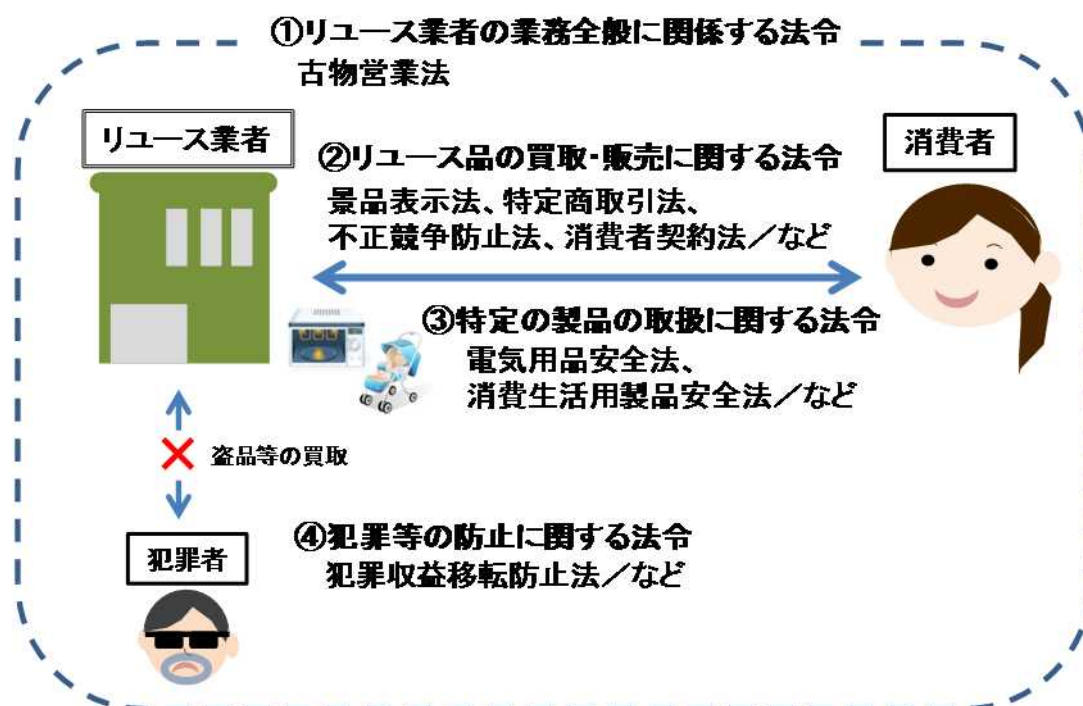 ①リユース業者の業務全般に関係する法令
古物営業法
リユース業者
消費者
②リユース品の買取・販売に関する法令
景品表示法、特定商取引法、
不正競争防止法、消費者契約法／など
③特定の製品の取扱に関する法令
電気用品安全法、
消費生活用製品安全法／など
盗品等の買取
犯罪者
④犯罪等の防止に関する法令
犯罪収益移転防止法／など